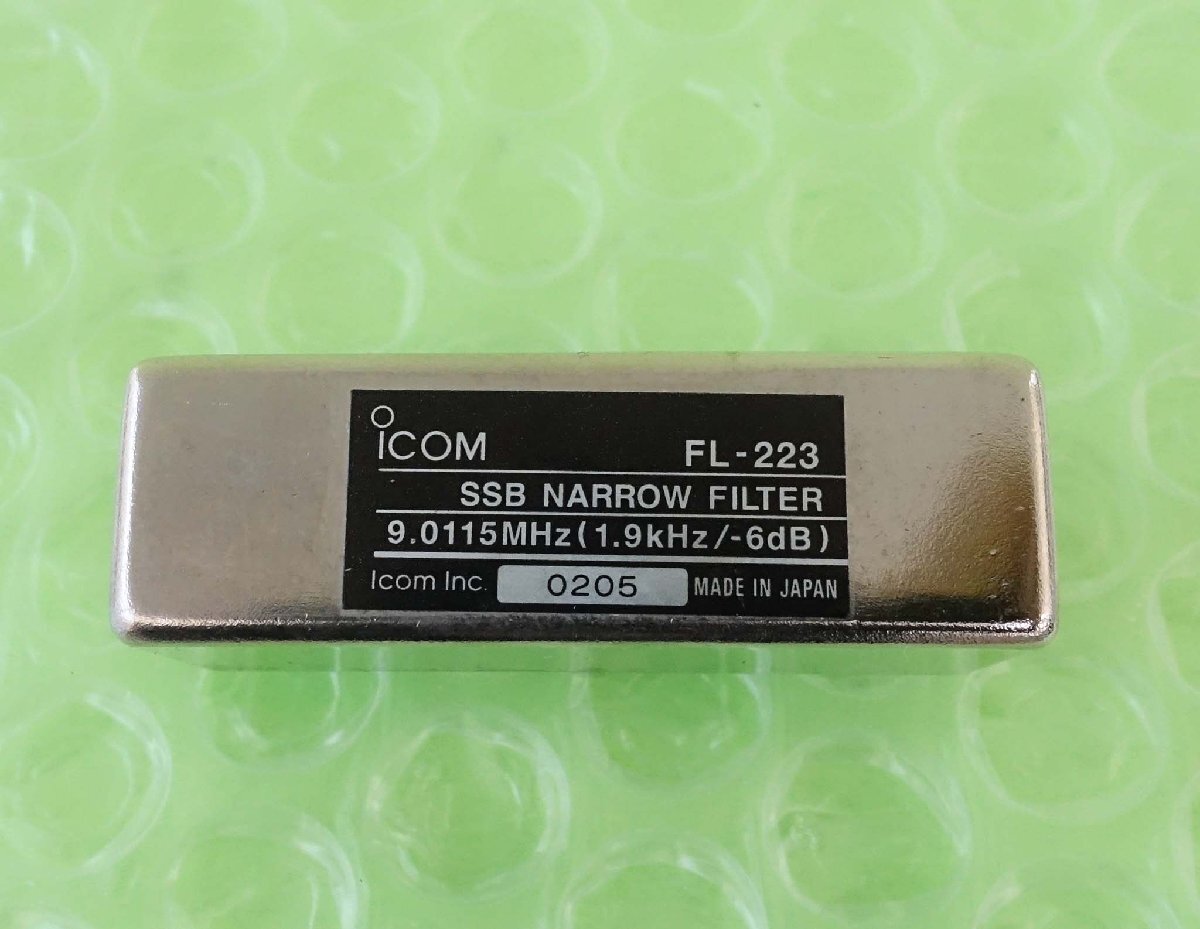 ICOM FL-223
SSB NARROW FILTER
9.0115MHz(1.9kHz/-6dB)
Icom Inc. 0205 MADE IN JAPAN